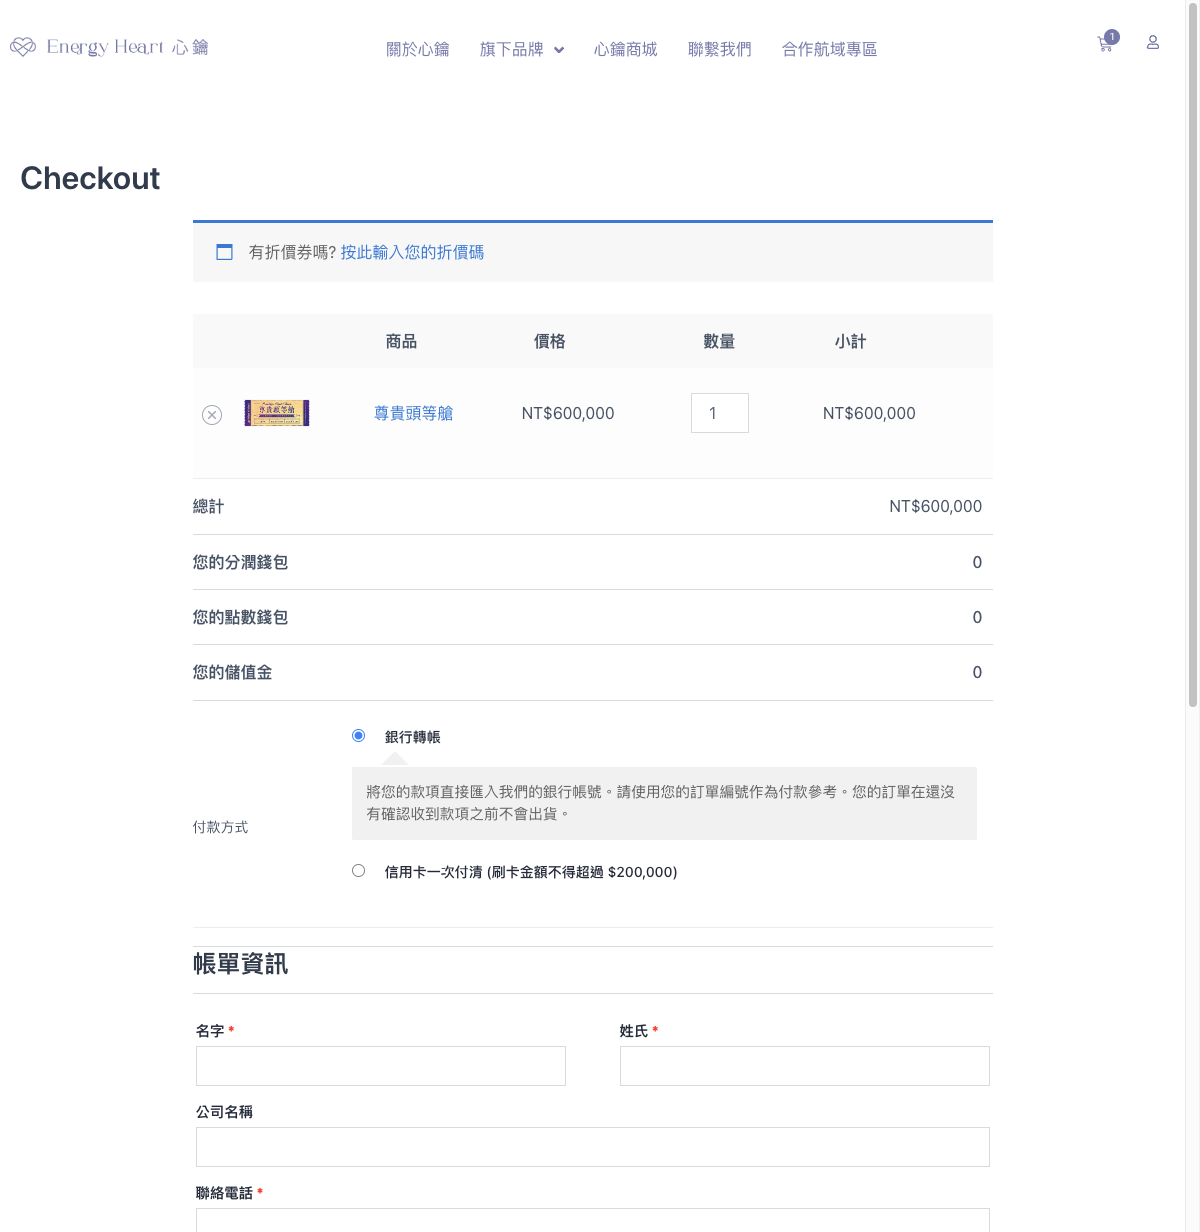 Energy Heart 心鑰
關於心鑰 旗下品牌 心鑰商城 聯繫我們 合作航域專區
1
Checkout
有折價券嗎? 按此輸入您的折價碼
商品 價格 數量 小計
尊貴頭等艙
尊貴頭等艙 NT$600,000 1 NT$600,000
總計 NT$600,000
您的分潤錢包 0
您的點數錢包 0
您的儲值金 0
付款方式
銀行轉帳
將您的款項直接匯入我們的銀行帳號。請使用您的訂單編號作為付款參考。您的訂單在還沒
有確認收到款項之前不會出貨。
信用卡一次付清 (刷卡金額不得超過 $200,000)
帳單資訊
名字 * 姓氏 *
公司名稱
聯絡電話 *